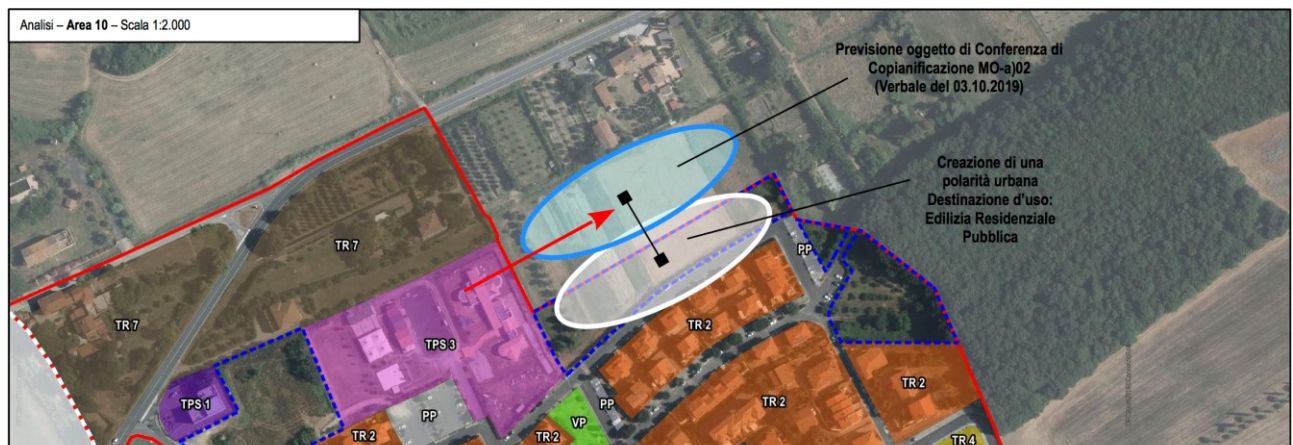 Analisi – Area 10 – Scala 1:2.000
Previsione oggetto di Conferenza di
Copianificazione MO-a)02
(Verbale del 03.10.2019)
Creazione di una
polarità urbana
Destinazione d'uso:
Edilizia Residenziale
Pubblica
TR 7
PP
TR 7
TR 2
TPS 3
TR 2
TPS 1
PP
PP
TR 2
VP
TR 2
TR 2
TR 4